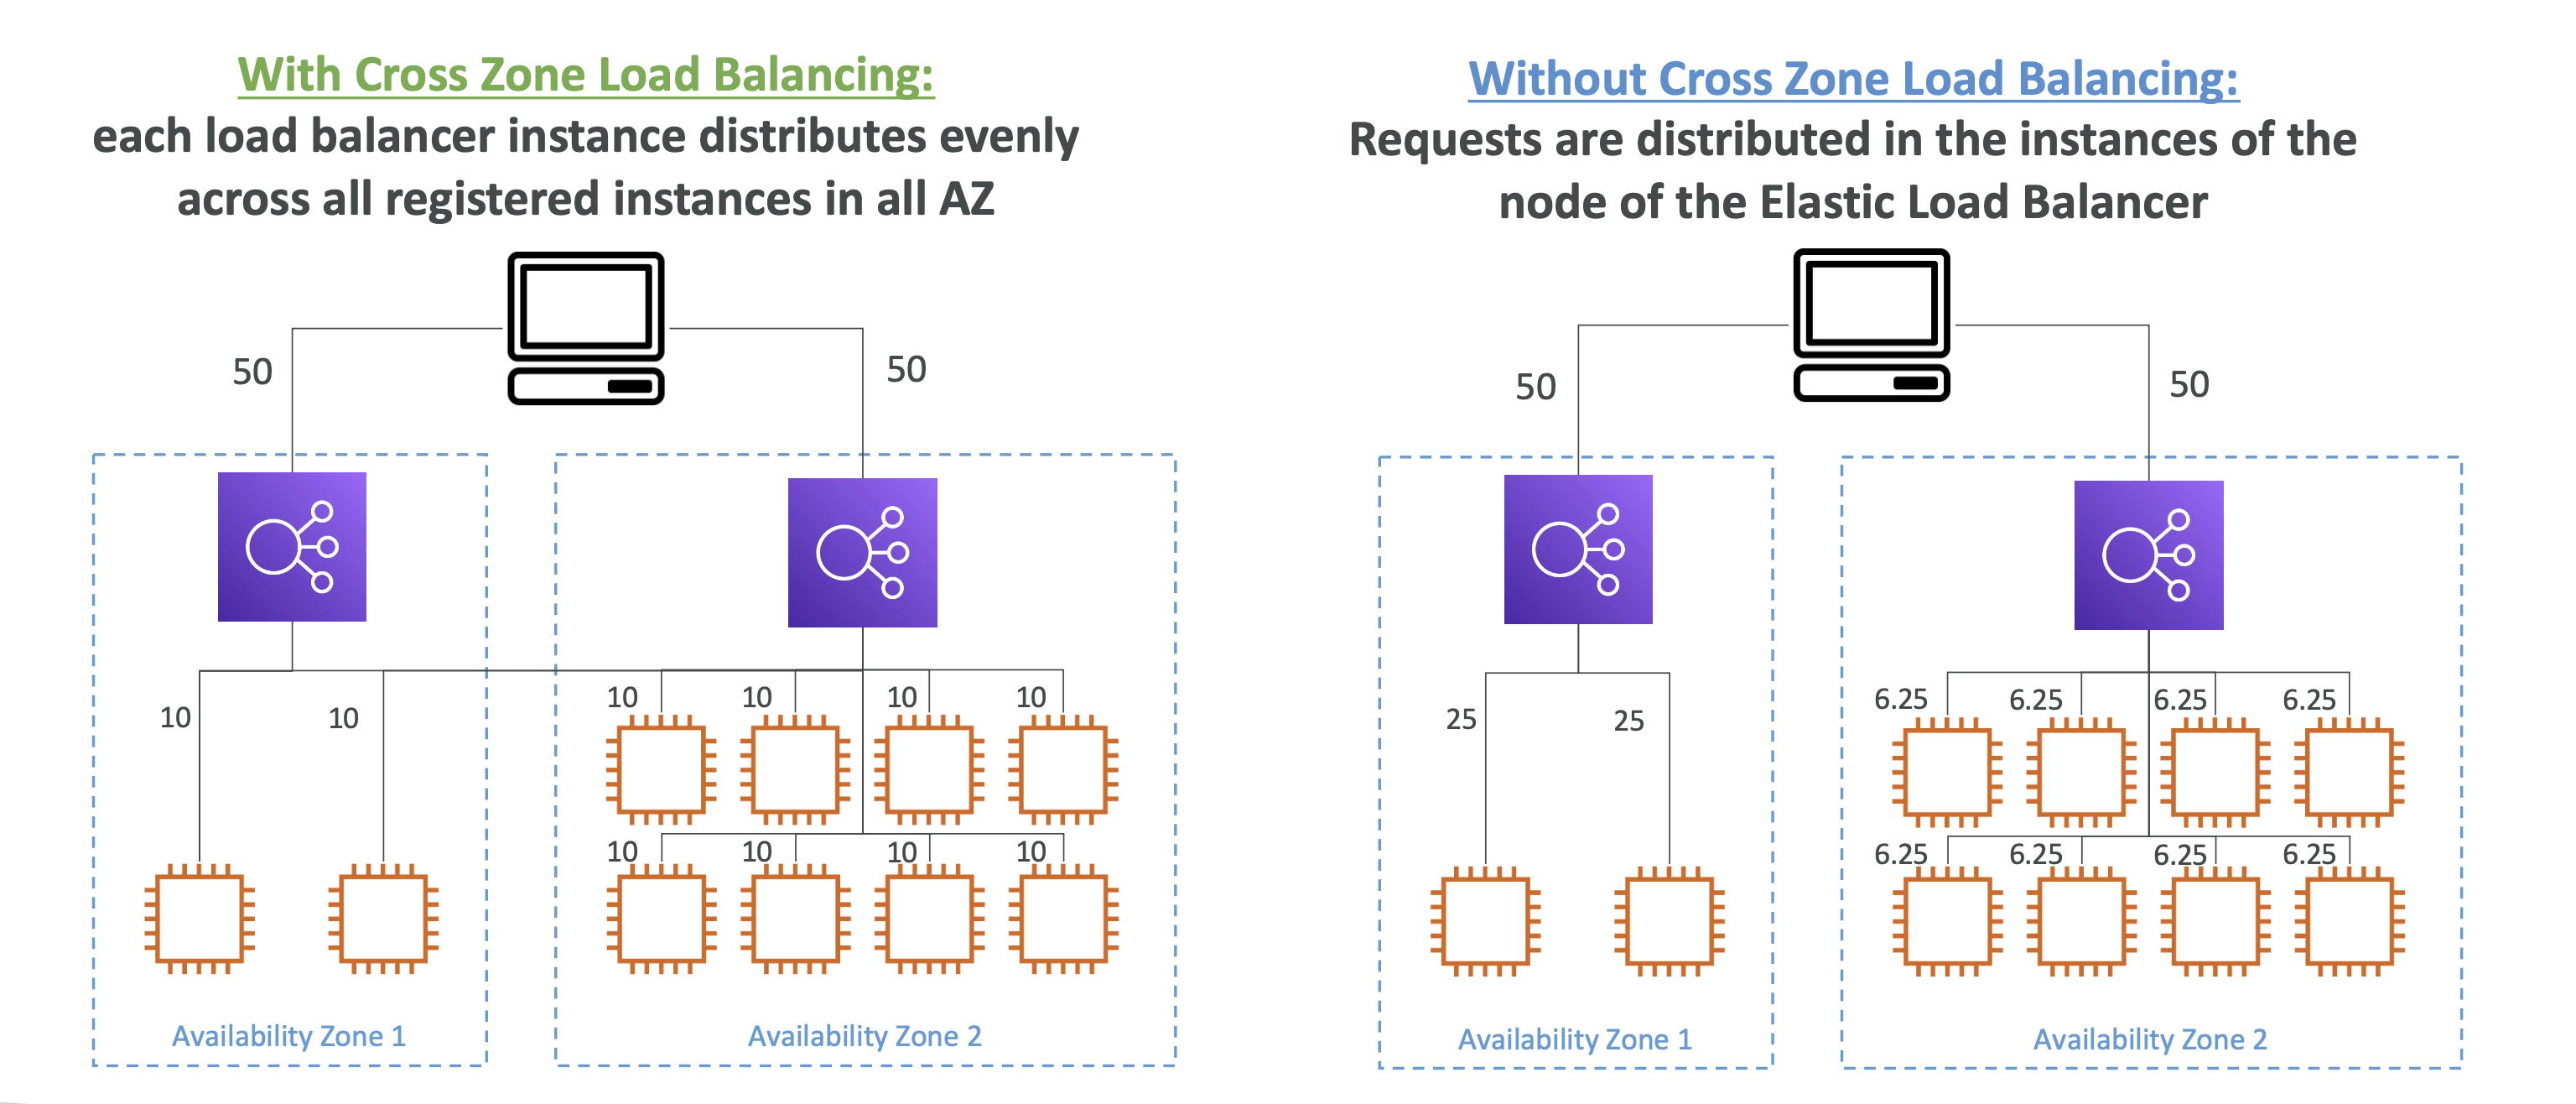 With Cross Zone Load Balancing:
each load balancer instance distributes evenly
across all registered instances in all AZ
50
50
10
10
10
10
10
10
10
10
10
10
Availability Zone 1
Availability Zone 2
Without Cross Zone Load Balancing:
Requests are distributed in the instances of the
node of the Elastic Load Balancer
50
50
25
25
6.25
6.25
6.25
6.25
6.25
6.25
6.25
6.25
Availability Zone 1
Availability Zone 2